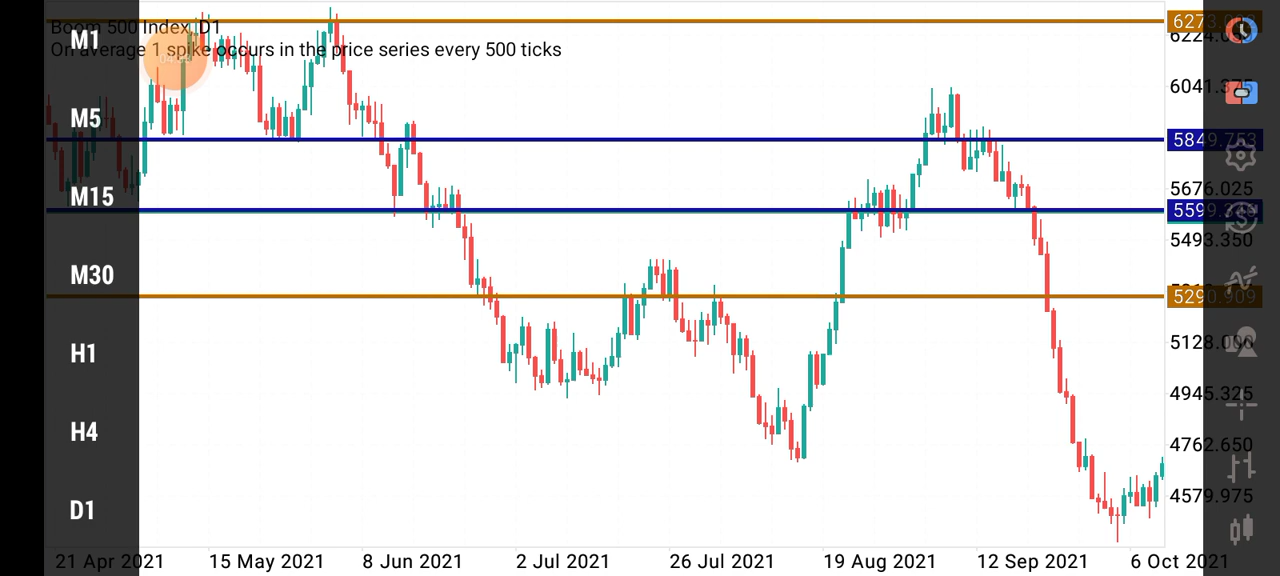 Boom 500 Index,D1
On average 1 spike occurs in the price series every 500 ticks
M1
M5
M15
M30
H1
H4
D1
6041.375
5849.753
5676.025
5493.350
5290.909
5128.000
4945.325
4762.650
4579.975
21 Apr 2021
15 May 2021
8 Jun 2021
2 Jul 2021
26 Jul 2021
19 Aug 2021
12 Sep 2021
6 Oct 2021